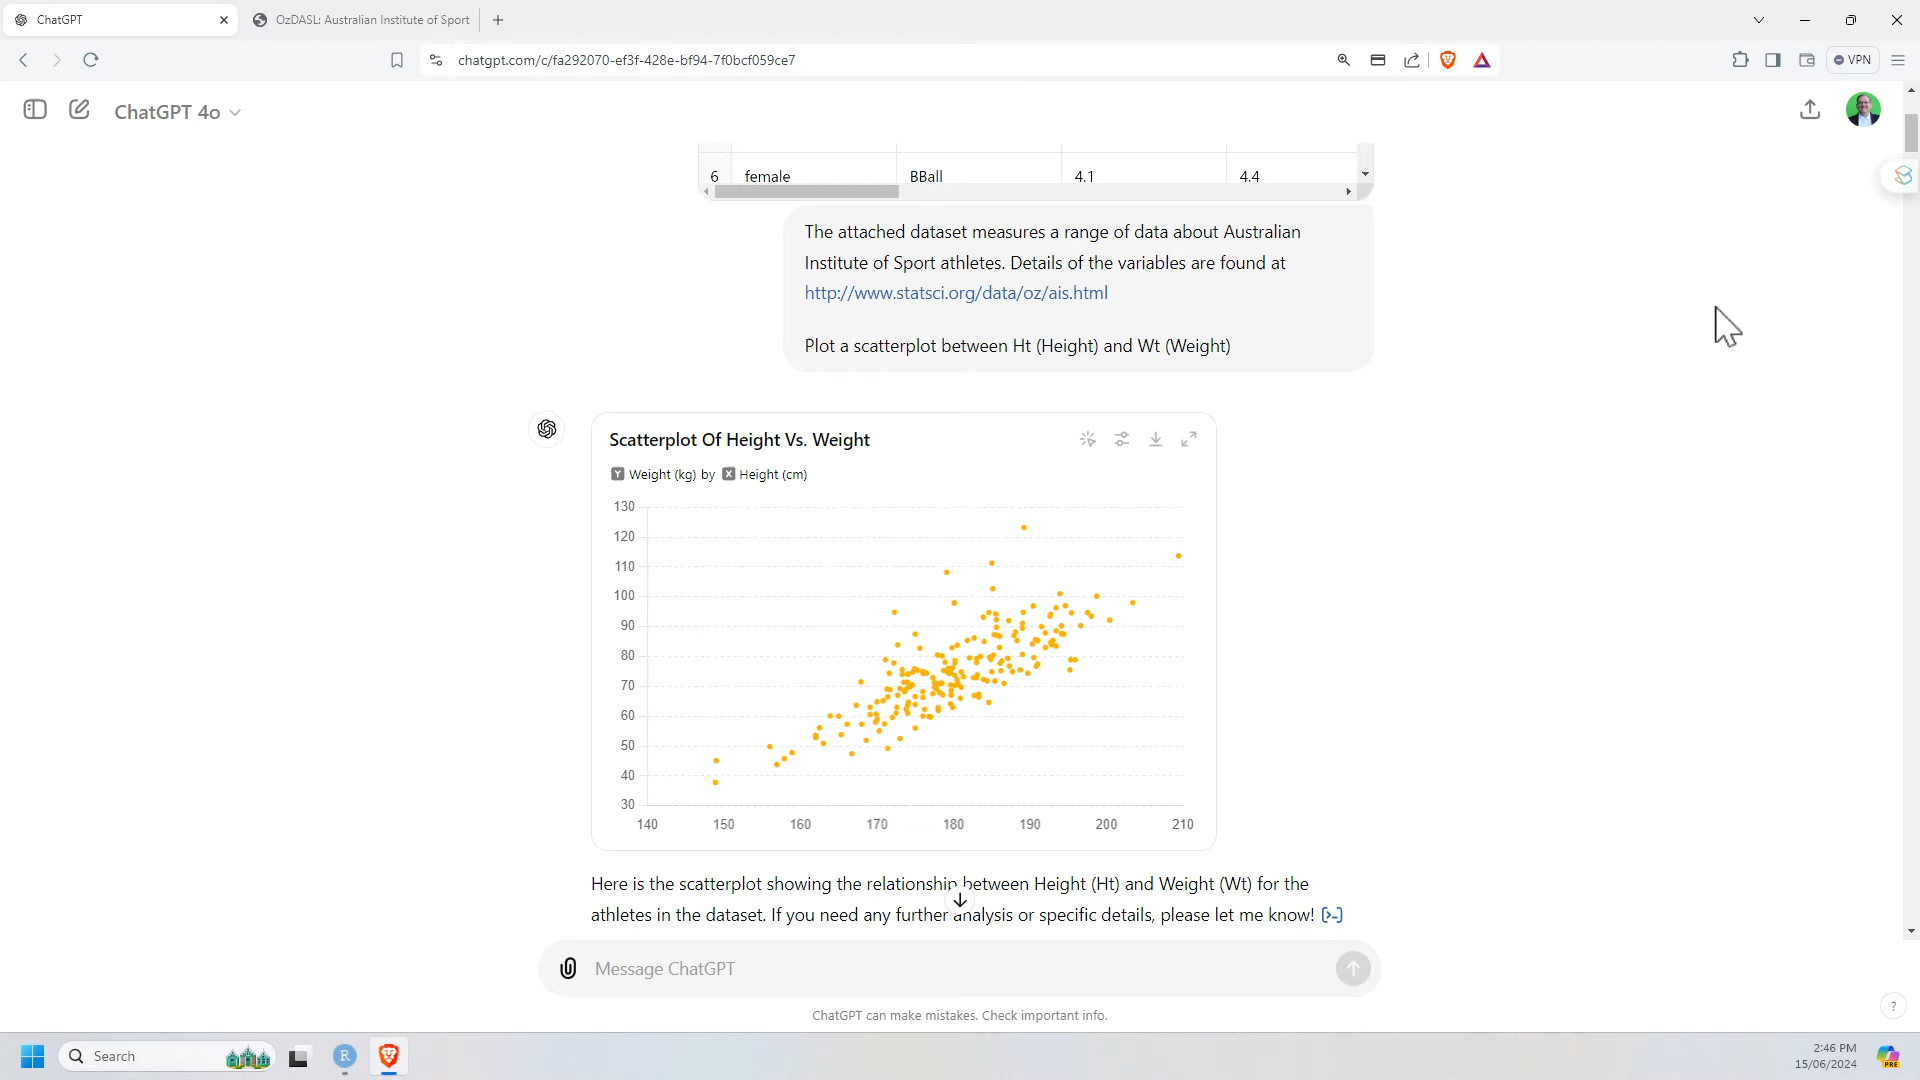 ChatGPT
OzDASL: Australian Institute of Sport
chatgpt.com/c/fa292070-ef3f-428e-bf94-7f0bcf059ce7
VPN
ChatGPT 4o
6 female BBall 4.1 4.4
The attached dataset measures a range of data about Australian
Institute of Sport athletes. Details of the variables are found at
http://www.statsci.org/data/oz/ais.html
Plot a scatterplot between Ht (Height) and Wt (Weight)
Scatterplot Of Height Vs. Weight
Y Weight (kg) by X Height (cm)
130
120
110
100
90
80
70
60
50
40
30
140 150 160 170 180 190 200 210
Here is the scatterplot showing the relationship between Height (Ht) and Weight (Wt) for the
athletes in the dataset. If you need any further analysis or specific details, please let me know!
Message ChatGPT
ChatGPT can make mistakes. Check important info.
?
Search
R
2:46 PM
15/06/2024
PRE